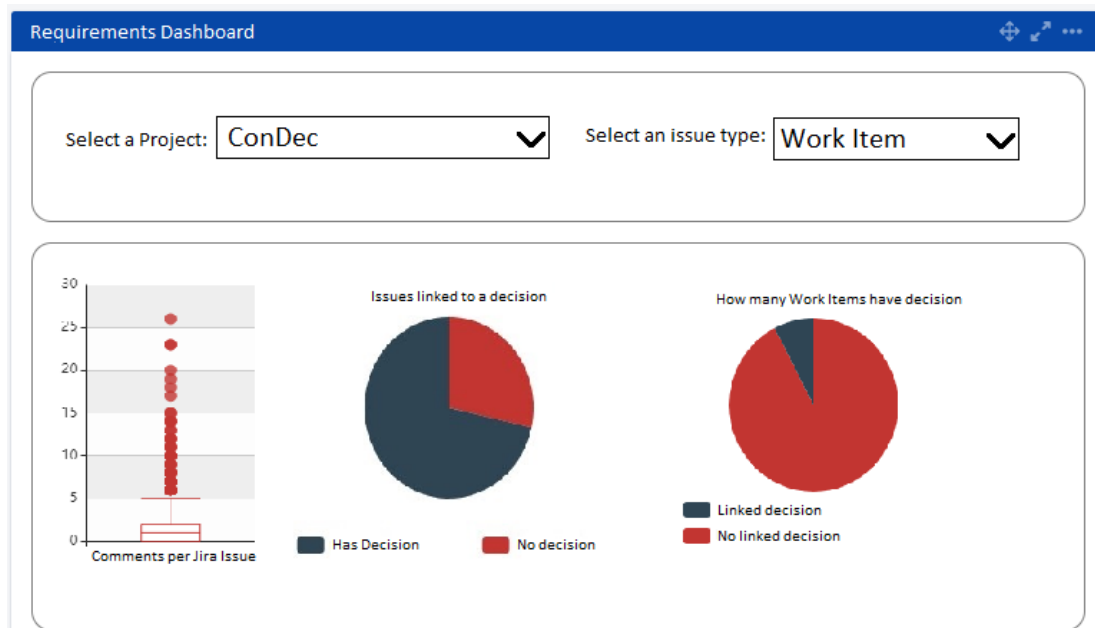 Requirements Dashboard
Select a Project: ConDec
Select an issue type: Work Item
30
25
20
15
10
5
0
Comments per Jira Issue
Issues linked to a decision
Has Decision
No decision
How many Work Items have decision
Linked decision
No linked decision